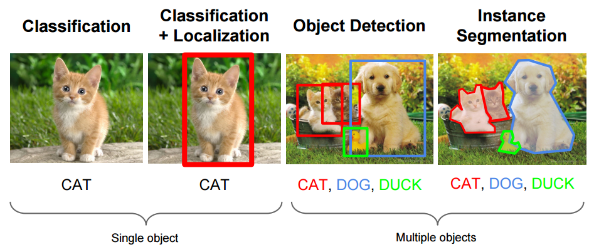 Classification
Classification
+ Localization
Object Detection
Instance
Segmentation
CAT
CAT
CAT, DOG, DUCK
CAT, DOG, DUCK
Single object
Multiple objects